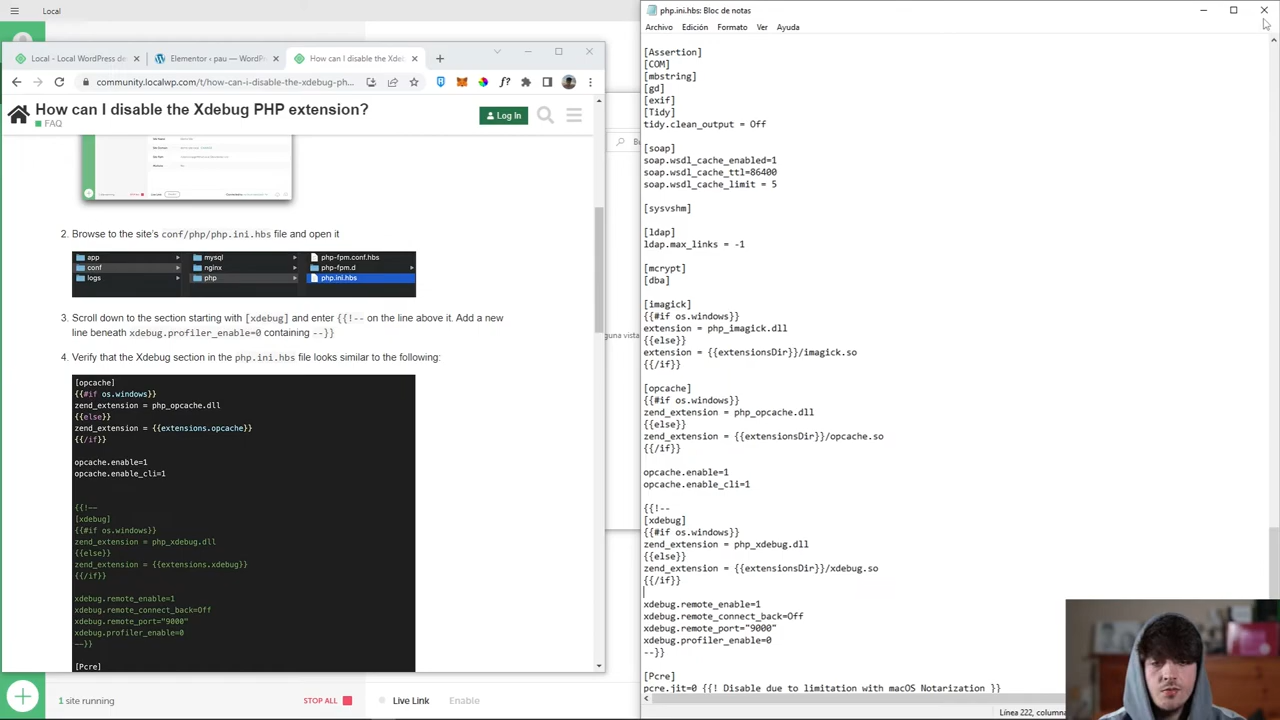 Local
Local - Local WordPress de
Elementor ‹ pau — WordP
How can I disable the Xdeb
community.localwp.com/t/how-can-i-disable-the-xdebug-ph...
How can I disable the Xdebug PHP extension?
FAQ
Log In
2. Browse to the site's conf/php/php.ini.hbs file and open it
app
conf
logs
mysql
nginx
php
php-fpm.conf.hbs
php-fpm.d
php.ini.hbs
3. Scroll down to the section starting with [xdebug] and enter {{!-- on the line above it. Add a new
line beneath xdebug.profiler_enable=0 containing --}}
4. Verify that the Xdebug section in the php.ini.hbs file looks similar to the following:
[opcache]
{{#if os.windows}}
zend_extension = php_opcache.dll
{{else}}
zend_extension = {{extensions.opcache}}
{{/if}}
opcache.enable=1
opcache.enable_cli=1
{{!--
[xdebug]
{{#if os.windows}}
zend_extension = php_xdebug.dll
{{else}}
zend_extension = {{extensions.xdebug}}
{{/if}}
xdebug.remote_enable=1
xdebug.remote_connect_back=Off
xdebug.remote_port="9000"
xdebug.profiler_enable=0
--}}
[Pcre]
1 site running
STOP ALL
Live Link
Enable
php.ini.hbs: Bloc de notas
Archivo Edición Formato Ver Ayuda
[Assertion]
[COM]
[mbstring]
[gd]
[exif]
[Tidy]
tidy.clean_output = Off
[soap]
soap.wsdl_cache_enabled=1
soap.wsdl_cache_ttl=86400
soap.wsdl_cache_limit = 5
[sysvshm]
[ldap]
ldap.max_links = -1
[mcrypt]
[dba]
[imagick]
{{#if os.windows}}
extension = php_imagick.dll
{{else}}
extension = {{extensionsDir}}/imagick.so
{{/if}}
[opcache]
{{#if os.windows}}
zend_extension = php_opcache.dll
{{else}}
zend_extension = {{extensionsDir}}/opcache.so
{{/if}}
opcache.enable=1
opcache.enable_cli=1
{{!--
[xdebug]
{{#if os.windows}}
zend_extension = php_xdebug.dll
{{else}}
zend_extension = {{extensionsDir}}/xdebug.so
{{/if}}
xdebug.remote_enable=1
xdebug.remote_connect_back=Off
xdebug.remote_port="9000"
xdebug.profiler_enable=0
--}}
[Pcre]
pcre.jit=0 {{! Disable due to limitation with macOS Notarization }}
Línea 222, columna